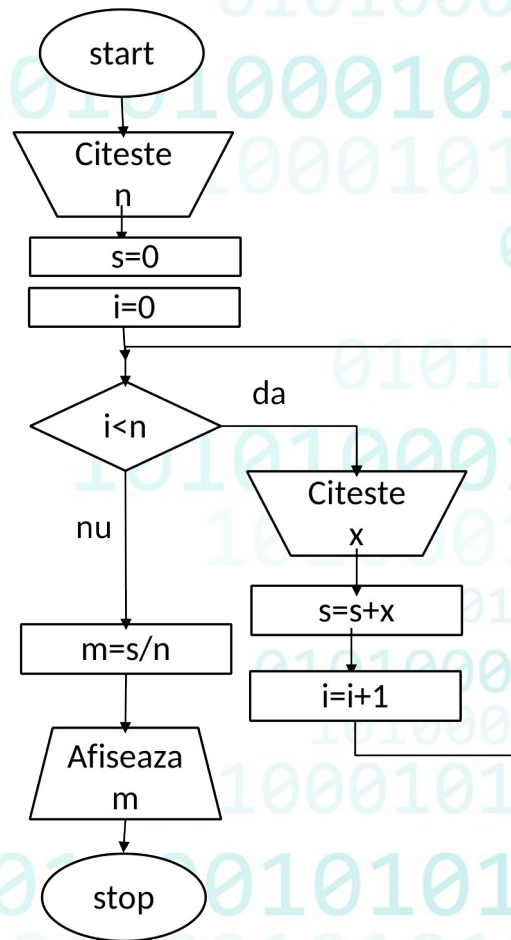 start
Citeste
n
s=0
i=0
i<n
da
Citeste
x
nu
s=s+x
m=s/n
i=i+1
Afiseaza
m
stop